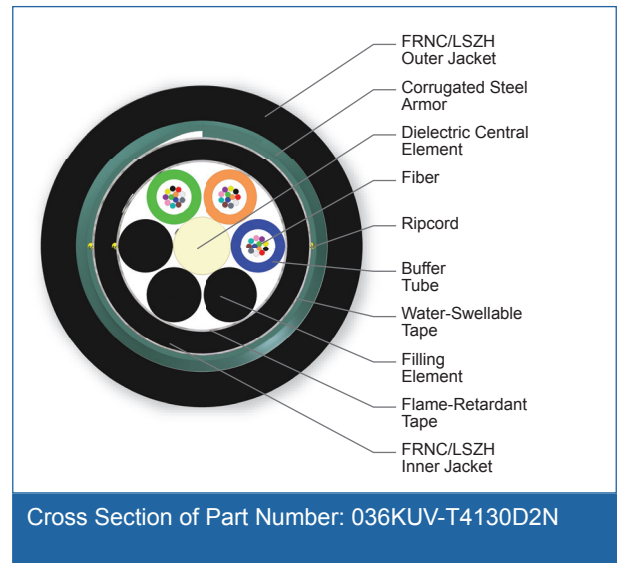 FRNC/LSZH
Outer Jacket
Corrugated Steel
Armor
Dielectric Central
Element
Fiber
Ripcord
Buffer
Tube
Water-Swellable
Tape
Filling
Element
Flame-Retardant
Tape
FRNC/LSZH
Inner Jacket
Cross Section of Part Number: 036KUV-T4130D2N